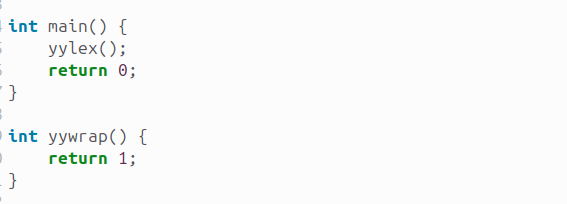 int main() {
    yylex();
    return 0;
}
int yywrap() {
    return 1;
}